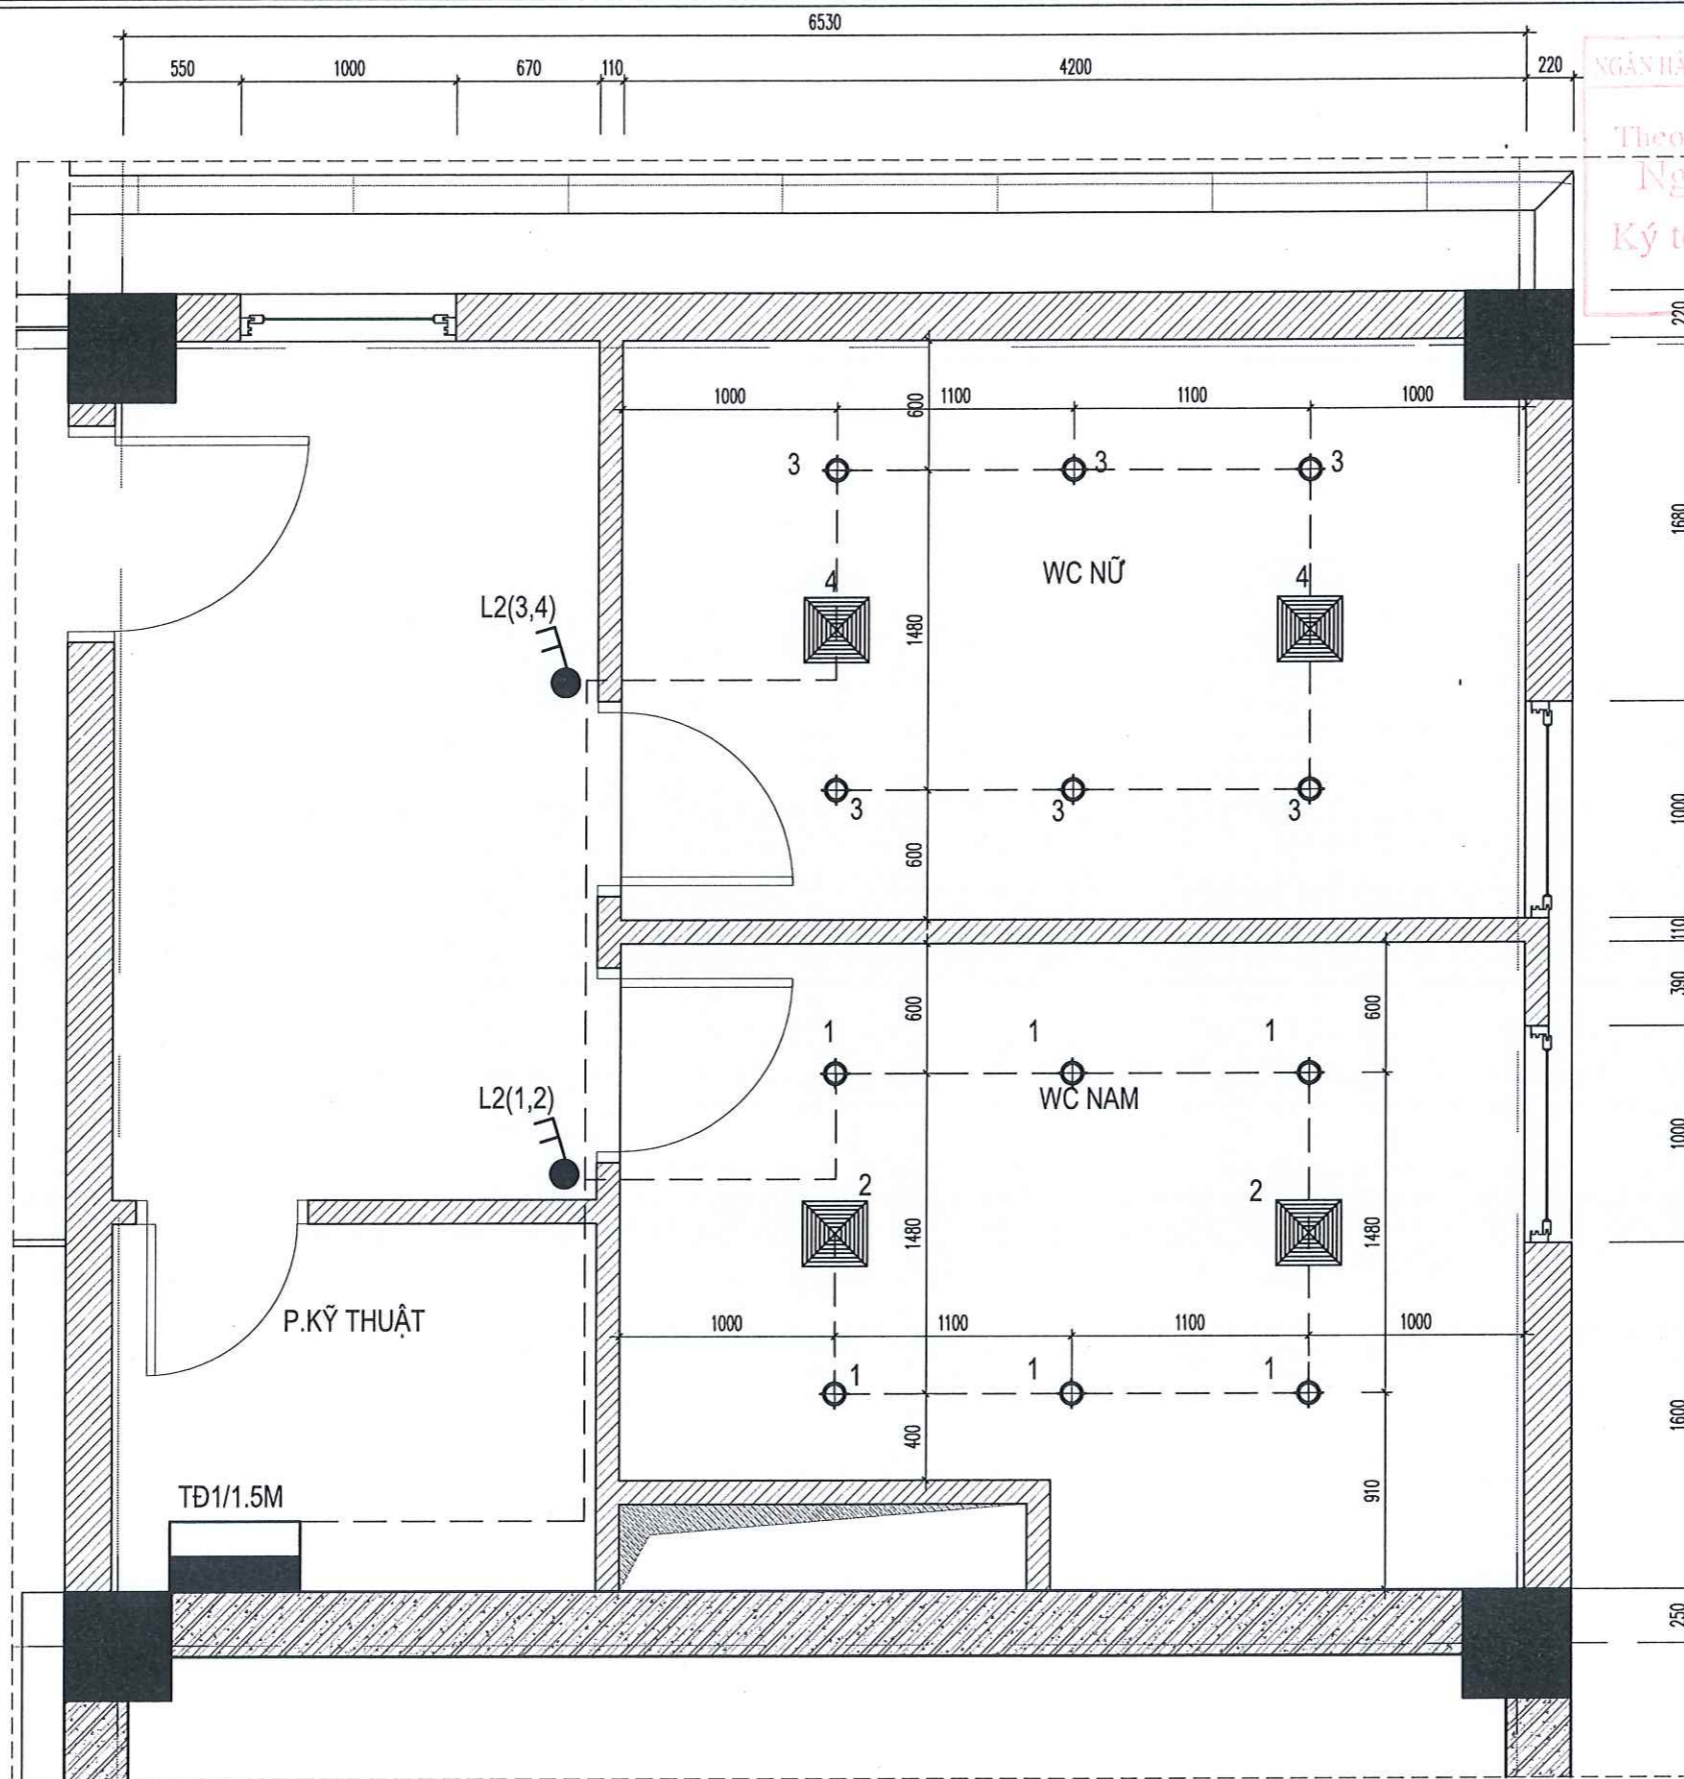 6530
550 1000 670 110 4200 220
NGÂN HÀ
Theo
Ng
Ký
220
1000 1100 1100 1000
600
3 3 3
1680
4 WC NỮ 4
L2(3,4)
1480
3 3 3
1000
600
110
390
600 600
1 1 1
L2(1,2)
WC NAM
1000
2 2
1480 1480
P.KỸ THUẬT
1000 1100 1100 1000
1 1 1
400
1600
TĐ1/1.5M
910
250